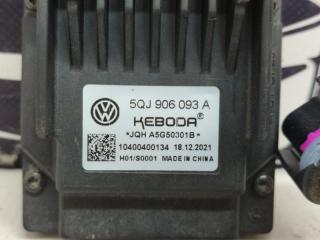 5QJ 906 093 A
KEBODA®
*JQH A5G50301B*
10400400134 18.12.2021
H01/S0001 MADE IN CHINA